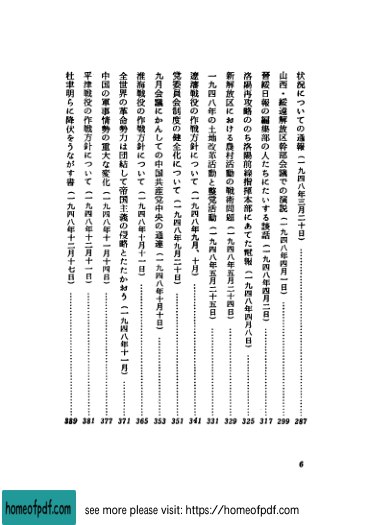 状況についての通報（一九四八年三月二十日）……287
山西・綏遠解放区幹部会議での演説（一九四八年四月一日）……299
晋綏日報の編集部の人たちにたいする談話（一九四八年四月二日）……317
洛陽再攻略ののち洛陽前線指揮本部にあてた電報（一九四八年四月八日）……325
新解放区における農村活動の戦術問題（一九四八年五月二十四日）……329
一九四八年の土地改革活動と整党活動（一九四八年五月二十五日）……331
遼瀋戦役の作戦方針について（一九四八年九月、十月）……341
党委員会制度の健全化について（一九四八年九月二十日）……351
九月会議にかんしての中国共産党中央の通達（一九四八年十月十日）……353
淮海戦役の作戦方針について（一九四八年十月十一日）……365
全世界の革命勢力は団結して帝国主義の侵略とたたかおう（一九四八年十一月）……371
中国の軍事情勢の重大な変化（一九四八年十一月十四日）……377
平津戦役の作戦方針について（一九四八年十二月十一日）……381
杜聿明らに降伏をうながす書（一九四八年十二月十七日）……389
6
homeofpdf.com
see more please visit: https://homeofpdf.com